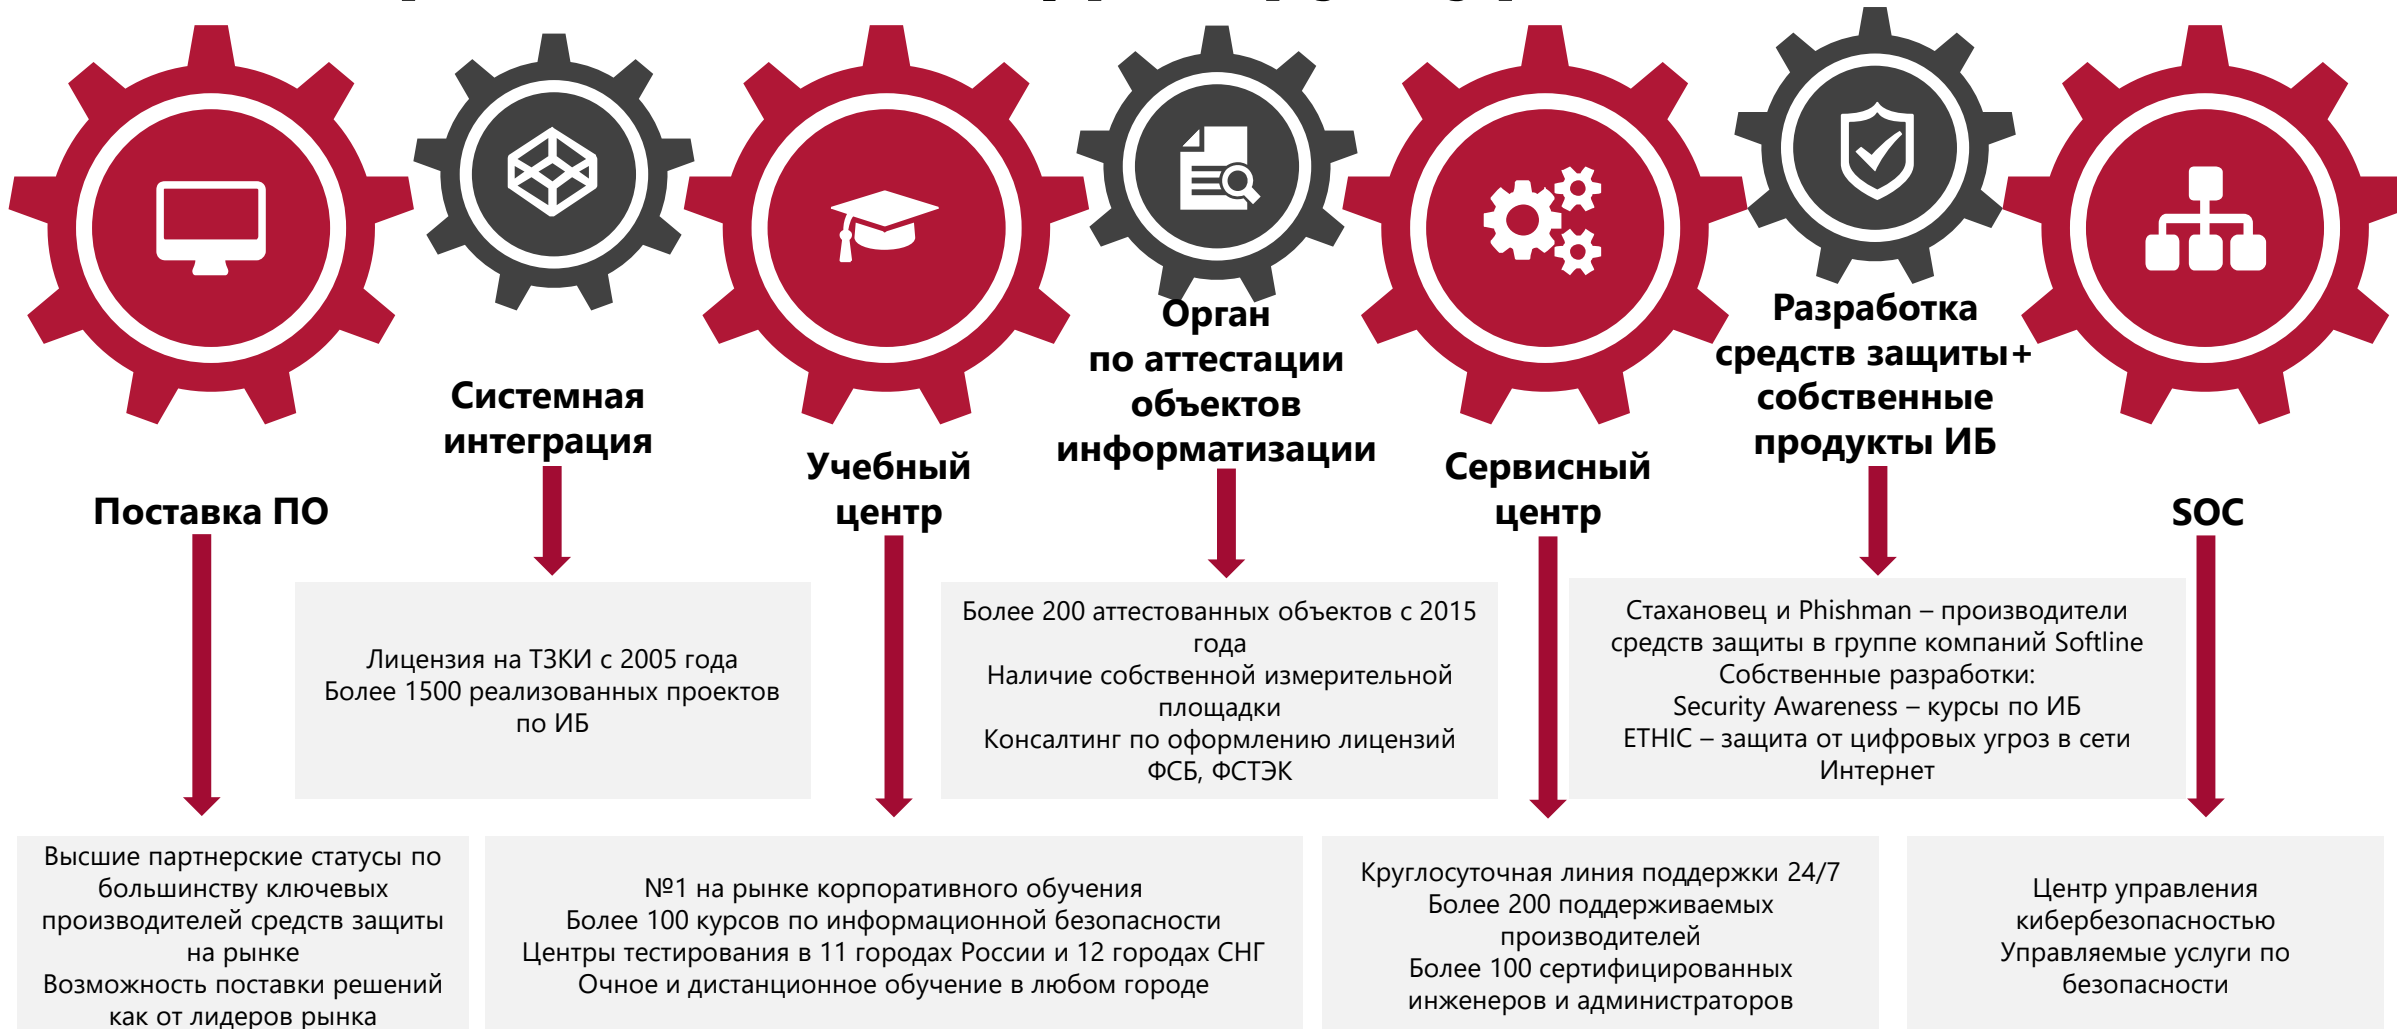 Поставка ПО
Высшие партнерские статусы по
большинству ключевых
производителей средств защиты
на рынке
Возможность поставки решений
как от лидеров рынка
Системная
интеграция
Лицензия на ТЗКИ с 2005 года
Более 1500 реализованных проектов
по ИБ
Учебный
центр
№1 на рынке корпоративного обучения
Более 100 курсов по информационной безопасности
Центры тестирования в 11 городах России и 12 городах СНГ
Очное и дистанционное обучение в любом городе
Орган
по аттестации
объектов
информатизации
Более 200 аттестованных объектов с 2015
года
Наличие собственной измерительной
площадки
Консалтинг по оформлению лицензий
ФСБ, ФСТЭК
Сервисный
центр
Круглосуточная линия поддержки 24/7
Более 200 поддерживаемых
производителей
Более 100 сертифицированных
инженеров и администраторов
Разработка
средств защиты+
собственные
продукты ИБ
Стахановец и Phishman – производители
средств защиты в группе компаний Softline
Собственные разработки:
Security Awareness – курсы по ИБ
ETHIC – защита от цифровых угроз в сети
Интернет
SOC
Центр управления
кибербезопасностью
Управляемые услуги по
безопасности